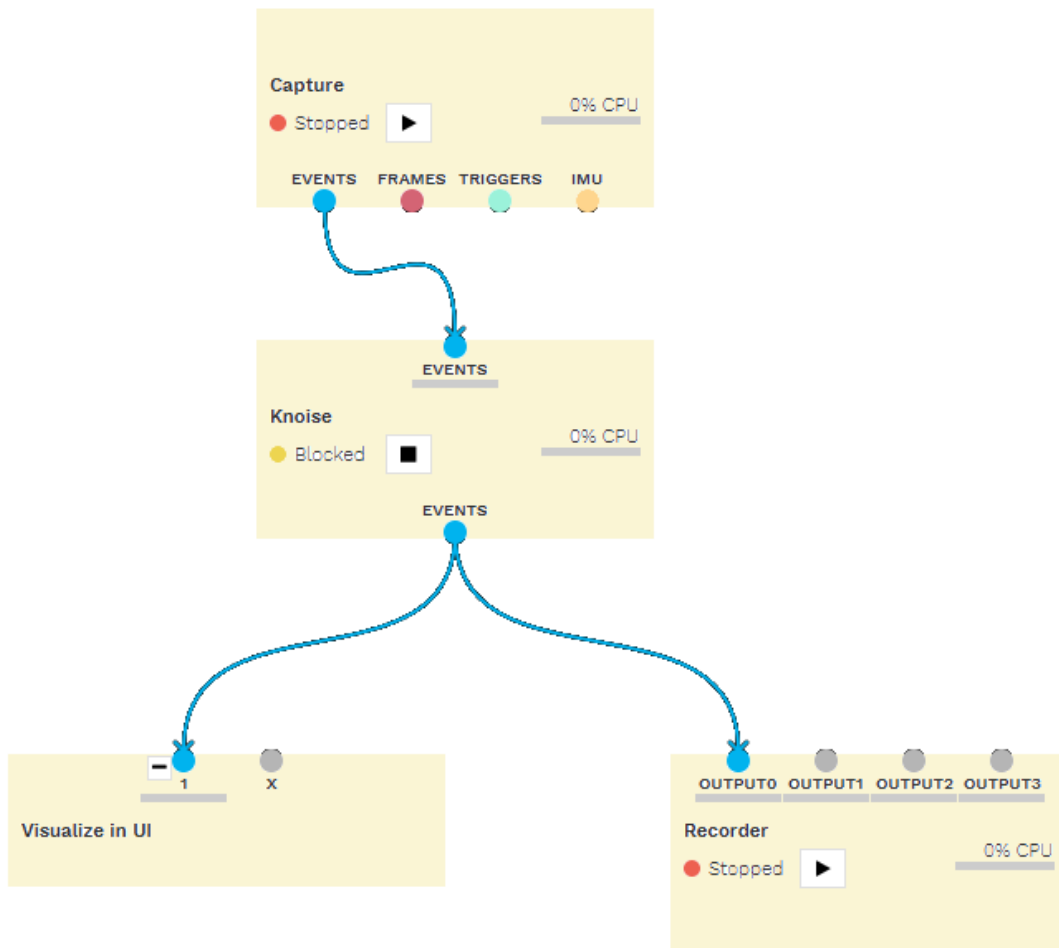 Capture
0% CPU
Stopped
EVENTS FRAMES TRIGGERS IMU
EVENTS
Knoise
0% CPU
Blocked
EVENTS
1 X
Visualize in UI
OUTPUT0 OUTPUT1 OUTPUT2 OUTPUT3
Recorder
0% CPU
Stopped